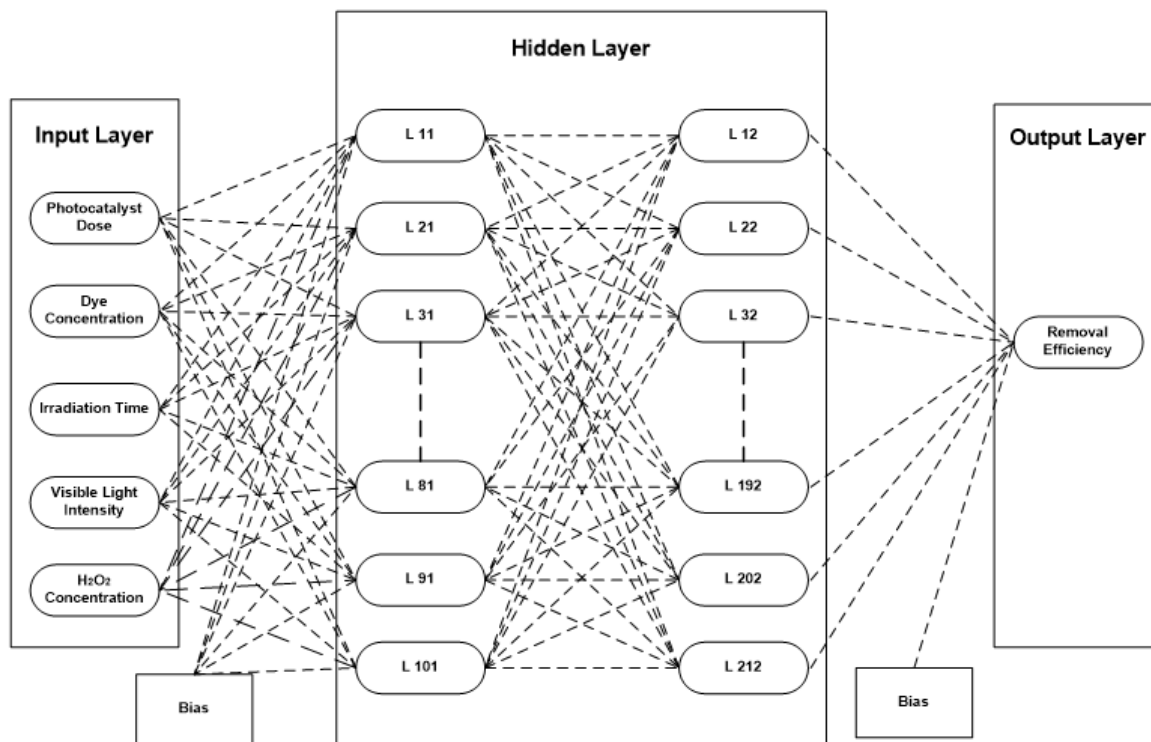 Hidden Layer
Input Layer
Output Layer
Photocatalyst
Dose
Dye
Concentration
Irradiation Time
Visible Light
Intensity
H₂O₂
Concentration
Bias
L 11
L 21
L 31
L 81
L 91
L 101
L 12
L 22
L 32
L 192
L 202
L 212
Removal
Efficiency
Bias